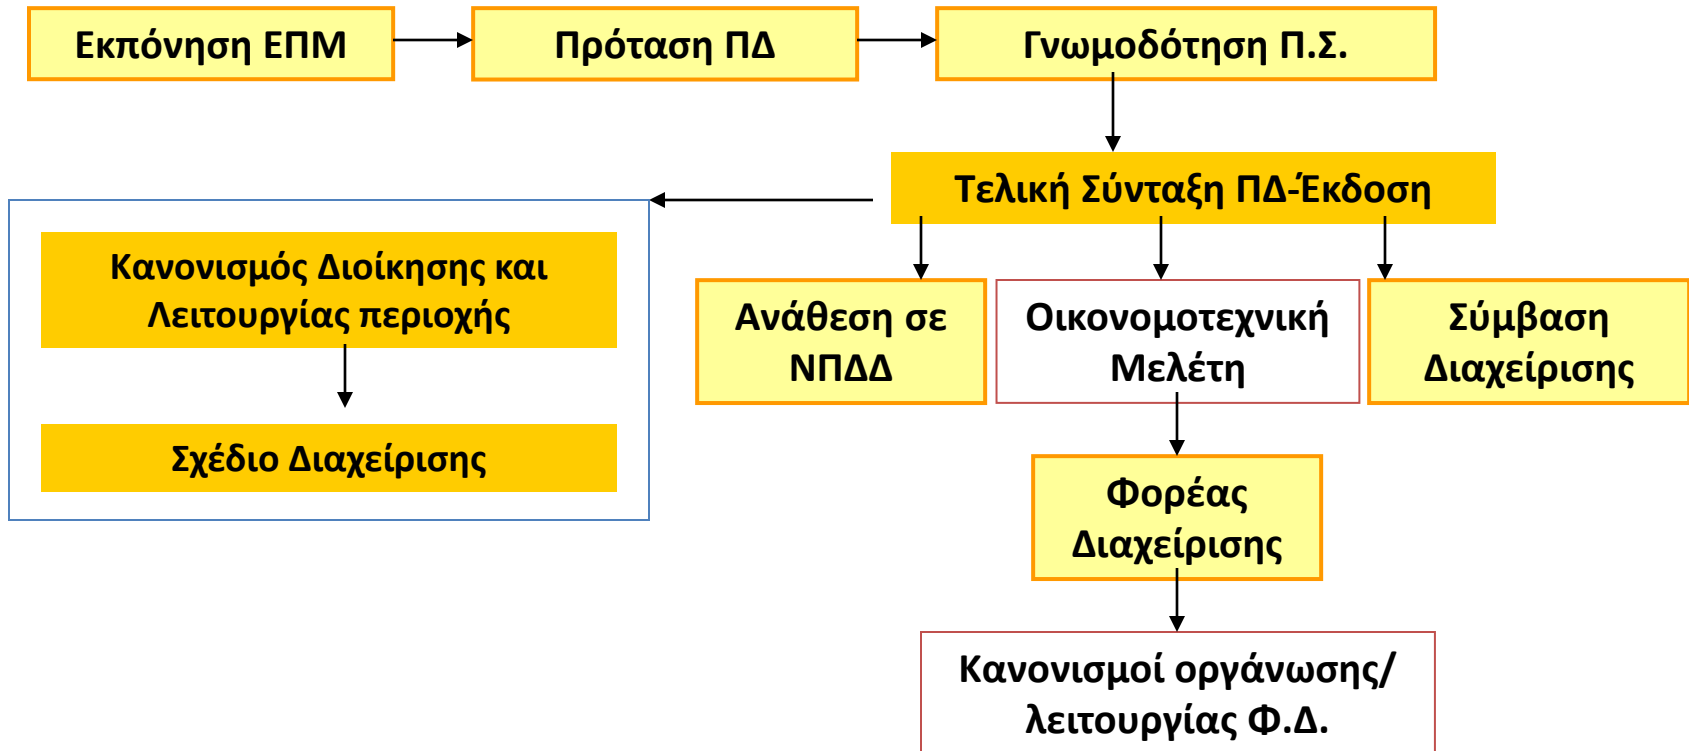 Εκπόνηση ΕΠΜ
Πρόταση ΠΔ
Γνωμοδότηση Π.Σ.
Τελική Σύνταξη ΠΔ-Έκδοση
Κανονισμός Διοίκησης και
Λειτουργίας περιοχής
Σχέδιο Διαχείρισης
Ανάθεση σε
ΝΠΔΔ
Οικονομοτεχνική
Μελέτη
Σύμβαση
Διαχείρισης
Φορέας
Διαχείρισης
Κανονισμοί οργάνωσης/
λειτουργίας Φ.Δ.